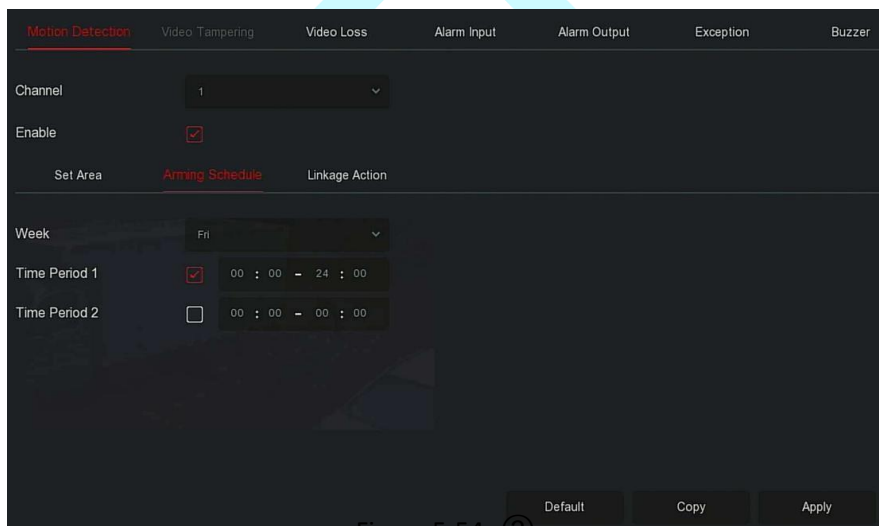 Motion Detection Video Tampering Video Loss Alarm Input Alarm Output Exception Buzzer
Channel 1
Enable
Set Area Arming Schedule Linkage Action
Week Fri
Time Period 1 00 : 00 - 24 : 00
Time Period 2 00 : 00 - 00 : 00
Default Copy Apply